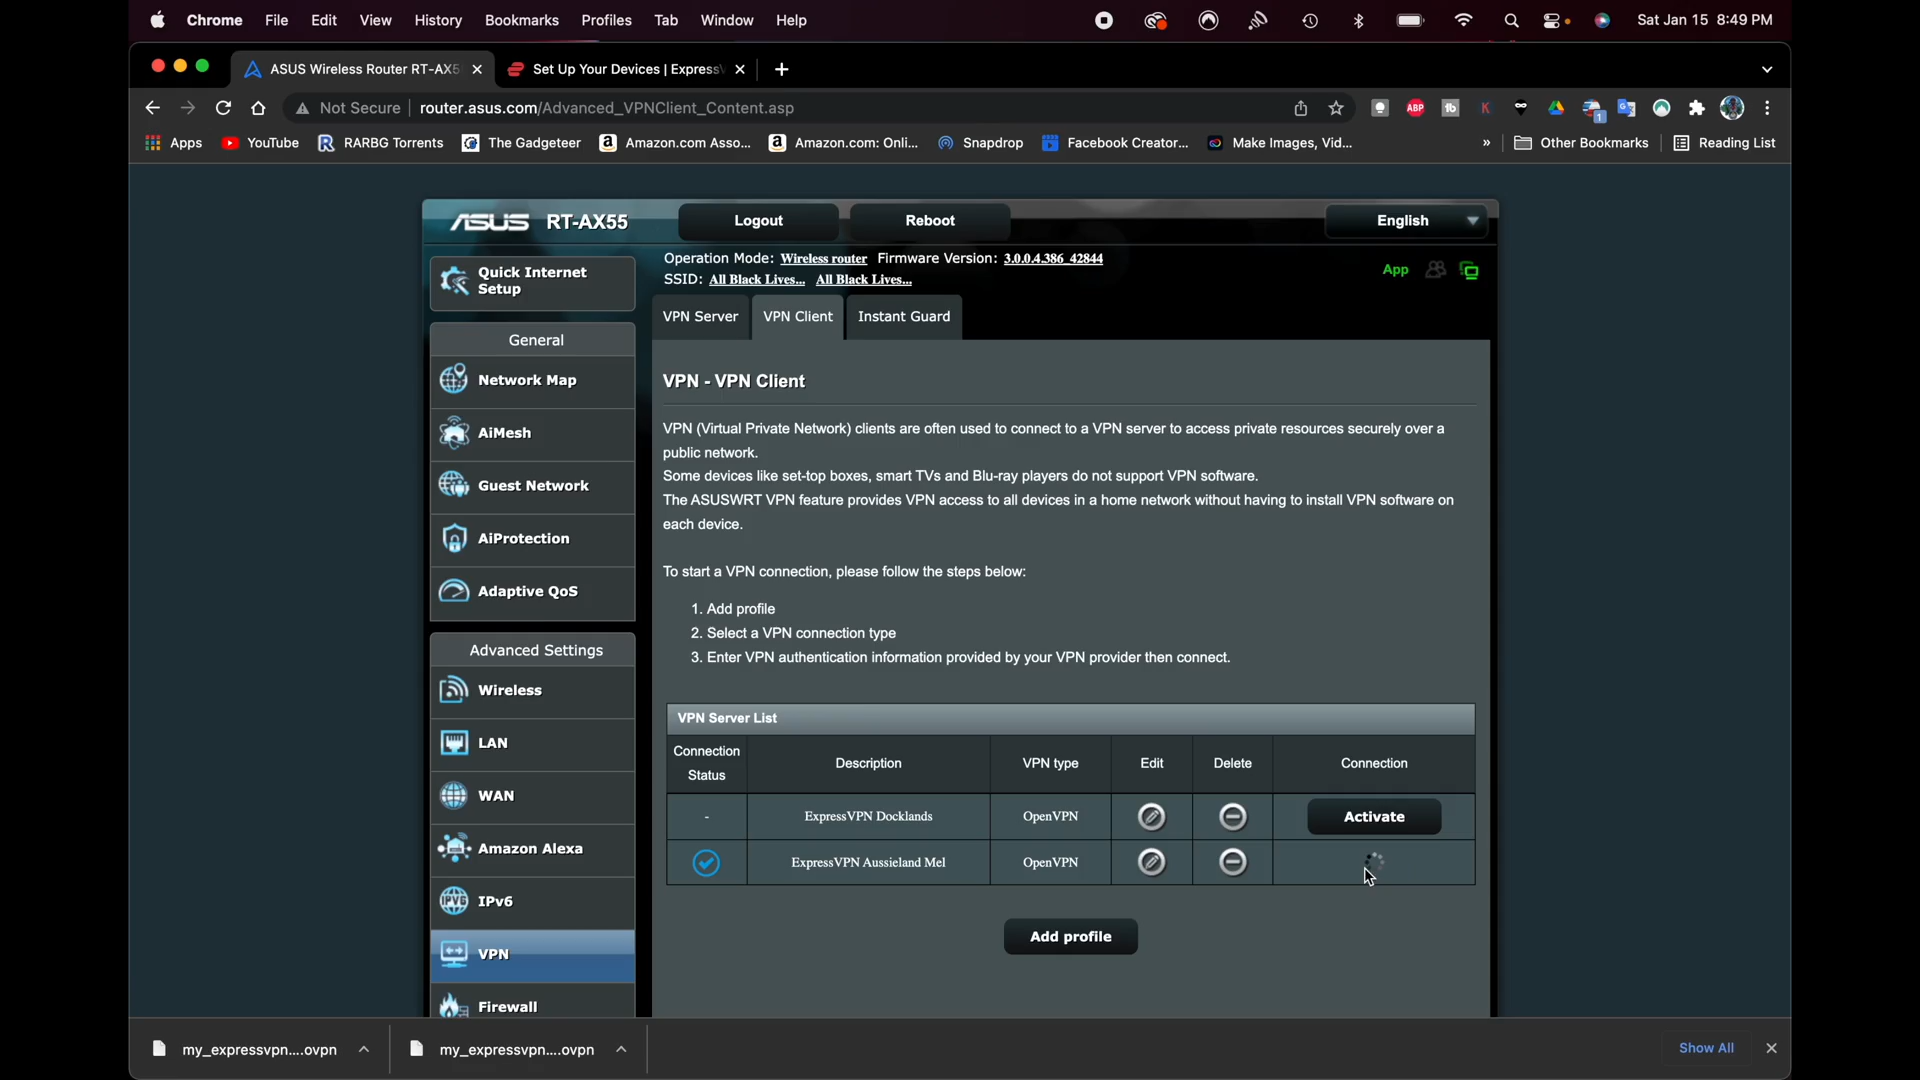 Chrome File Edit View History Bookmarks Profiles Tab Window Help Sat Jan 15 8:49 PM
ASUS Wireless Router RT-AX5 Set Up Your Devices | ExpressV
Not Secure router.asus.com/Advanced_VPNClient_Content.asp
Apps YouTube RARBG Torrents The Gadgeteer Amazon.com Asso... Amazon.com: Onli... Snapdrop Facebook Creator... Make Images, Vid... » Other Bookmarks Reading List
ASUS RT-AX55 Logout Reboot English
Quick Internet
Setup
Operation Mode: Wireless router Firmware Version: 3.0.0.4.386_42844
SSID: All Black Lives... All Black Lives...
App
VPN Server VPN Client Instant Guard
General
Network Map
AiMesh
Guest Network
AiProtection
Adaptive QoS
Advanced Settings
Wireless
LAN
WAN
Amazon Alexa
IPv6
VPN
Firewall
VPN - VPN Client
VPN (Virtual Private Network) clients are often used to connect to a VPN server to access private resources securely over a
public network.
Some devices like set-top boxes, smart TVs and Blu-ray players do not support VPN software.
The ASUSWRT VPN feature provides VPN access to all devices in a home network without having to install VPN software on
each device.
To start a VPN connection, please follow the steps below:
1. Add profile
2. Select a VPN connection type
3. Enter VPN authentication information provided by your VPN provider then connect.
VPN Server List
Connection
Status
Description VPN type Edit Delete Connection
- ExpressVPN Docklands OpenVPN Activate
ExpressVPN Aussieland Mel OpenVPN
Add profile
my_expressvpn....ovpn my_expressvpn....ovpn Show All